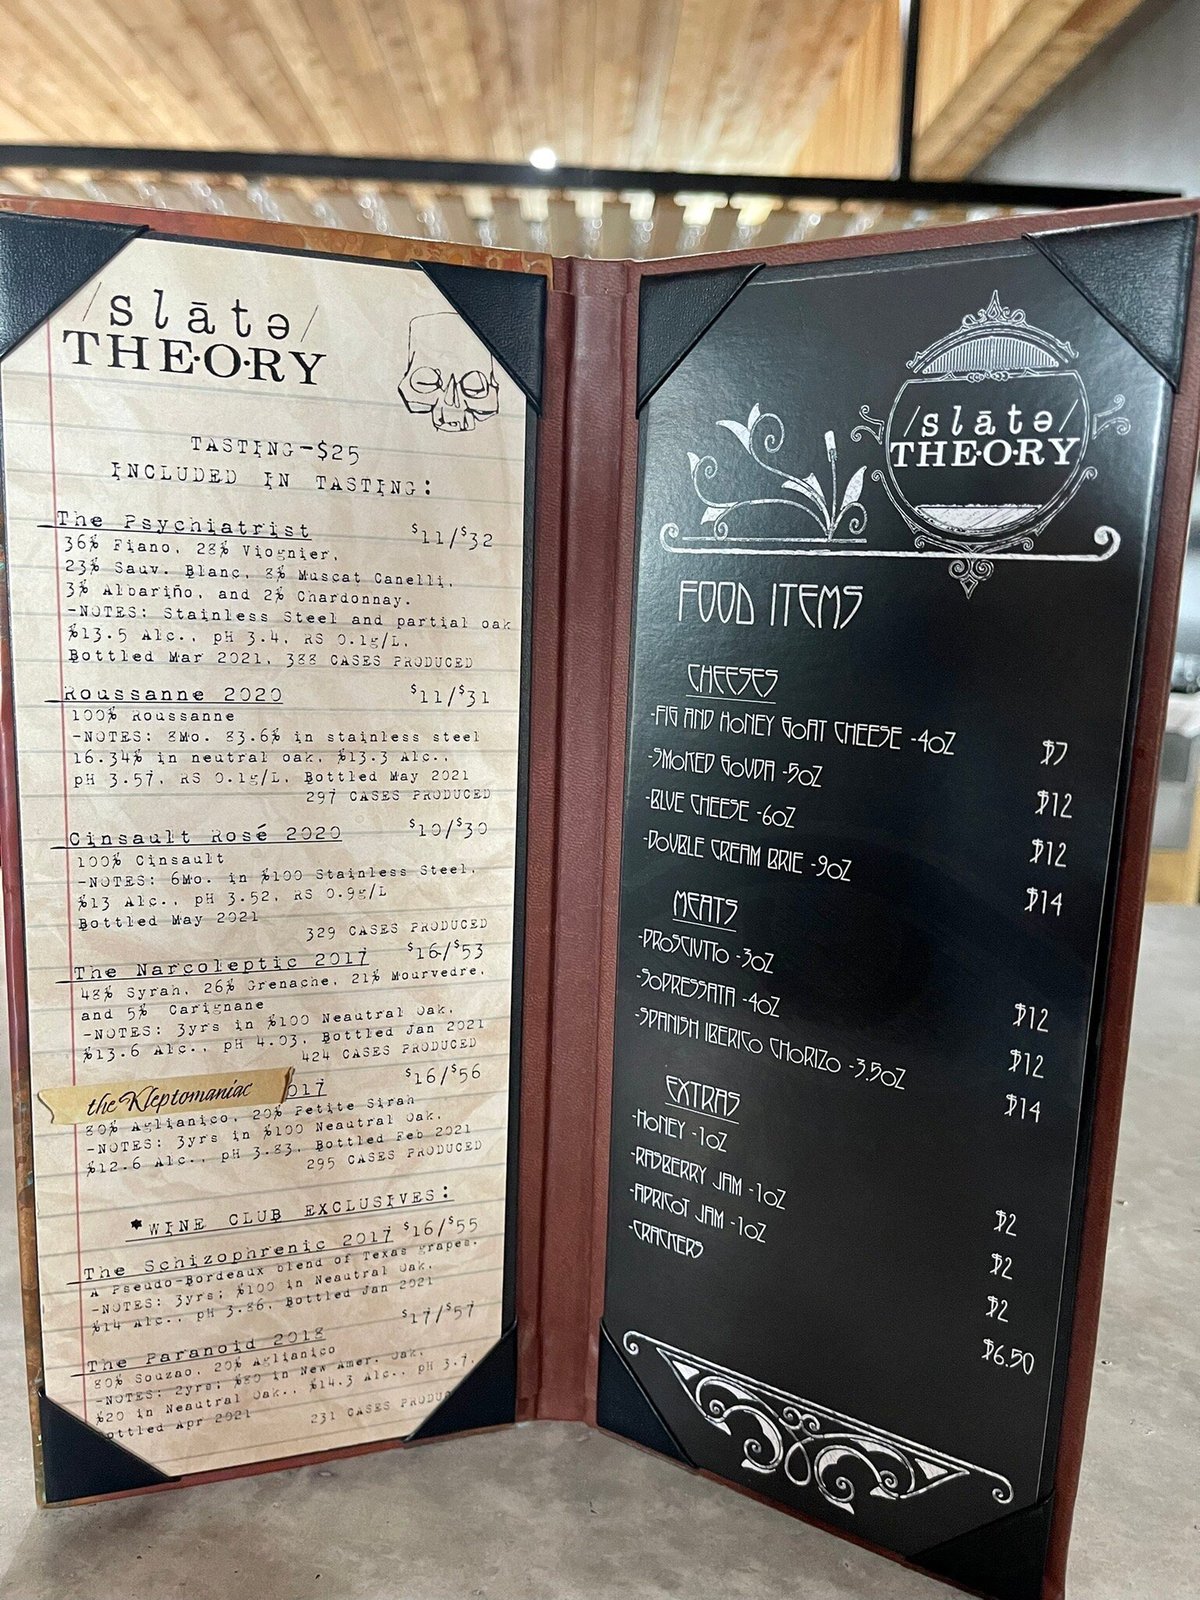 /slātə/
THE·O·RY
TASTING-$25
INCLUDED IN TASTING:
The Psychiatrist $11/$32
36% Fiano, 28% Viognier,
23% Sauv. Blanc, 8% Muscat Canelli,
3% Albariño, and 2% Chardonnay.
-NOTES: Stainless Steel and partial oak
%13.5 Alc., pH 3.4, RS 0.1g/L,
Bottled Mar 2021, 388 CASES PRODUCED
Roussanne 2020 $11/$31
100% Roussanne
-NOTES: 8Mo. 83.6% in stainless steel
16.34% in neutral oak, %13.3 Alc.,
pH 3.57, RS 0.1g/L, Bottled May 2021
297 CASES PRODUCED
Cinsault Rosé 2020 $10/$30
100% Cinsault
-NOTES: 6Mo. in %100 Stainless Steel,
%13 Alc., pH 3.52, RS 0.9g/L
Bottled May 2021
329 CASES PRODUCED
The Narcoleptic 2017 $16/$53
48% Syrah, 26% Grenache, 21% Mourvedre,
and 5% Carignane
-NOTES: 3yrs in %100 Neautral Oak,
%13.6 Alc., pH 4.03, Bottled Jan 2021
424 CASES PRODUCED
the Kleptomaniac 2017 $16/$56
80% Aglianico, 20% Petite Sirah
-NOTES: 3yrs in %100 Neautral Oak,
%12.6 Alc., pH 3.83, Bottled Feb 2021
295 CASES PRODUCED
*WINE CLUB EXCLUSIVES:
The Schizophrenic 2017 $16/$55
A Pseudo-Bordeaux blend of Texas grapes.
-NOTES: 3yrs; %100 in Neautral Oak,
%14 Alc., pH 3.86, Bottled Jan 2021
The Paranoid 2018 $17/$57
80% Souzao, 20% Aglianico
-NOTES: 2yrs; %80 in New Amer. Oak,
%20 in Neautral Oak., %14.3 Alc., pH 3.7,
ottled Apr 2021 231 CASES PRODUC
/slātə/
THE·O·RY
FOOD ITEMS
CHEESES
-FIG AND HONEY GOAT CHEESE -4OZ $7
-SMOKED GOUDA -5OZ $12
-BLUE CHEESE -6OZ $12
-DOUBLE CREAM BRIE -9OZ $14
MEATS
-PROSCIUTTO -3OZ $12
-SOPRESSATA -4OZ $12
-SPANISH IBERICO CHORIZO -3.5OZ $14
EXTRAS
-HONEY -1OZ $2
-RASBERRY JAM -1OZ $2
-APRICOT JAM -1OZ $2
-CRACKERS $6.50